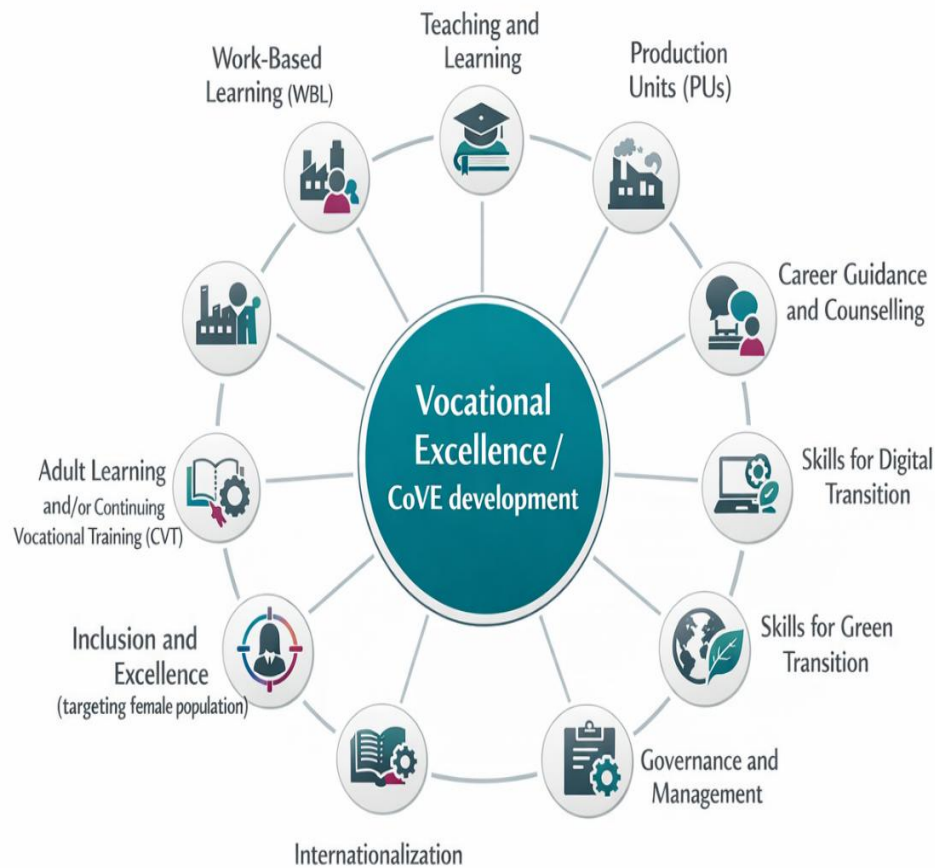 Teaching and
Learning
Production
Units (PUs)
Work-Based
Learning (WBL)
Career Guidance
and Counselling
Vocational
Excellence /
CoVE development
Adult Learning
and/or Continuing
Vocational Training (CVT)
Skills for Digital
Transition
Inclusion and
Excellence
(targeting female population)
Skills for Green
Transition
Governance and
Management
Internationalization